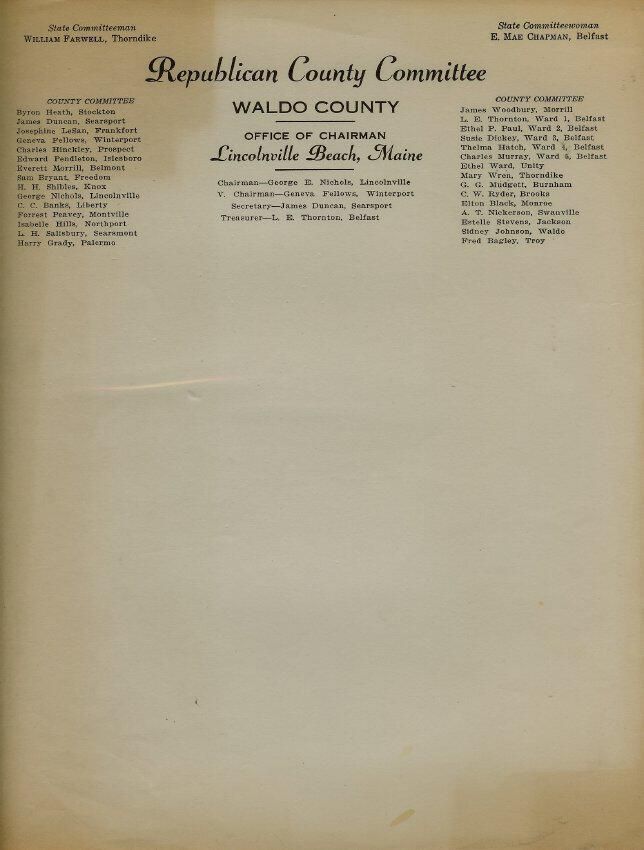 State Committeeman
WILLIAM FARWELL, Thorndike
State Committeewoman
E. MAE CHAPMAN, Belfast
Republican County Committee
WALDO COUNTY
OFFICE OF CHAIRMAN
Lincolnville Beach, Maine
Chairman—George E. Nichols, Lincolnville
V. Chairman—Geneva Fellows, Winterport
Secretary—James Duncan, Searsport
Treasurer—L. E. Thornton, Belfast
COUNTY COMMITTEE
Byron Heath, Stockton
James Duncan, Searsport
Josephine LeSan, Frankfort
Geneva Fellows, Winterport
Charles Hinckley, Prospect
Edward Pendleton, Islesboro
Everett Morrill, Belmont
Sam Bryant, Freedom
H. H. Shibles, Knox
George Nichols, Lincolnville
C. C. Banks, Liberty
Forrest Peavey, Montville
Isabelle Hills, Northport
L. H. Salisbury, Searsmont
Harry Grady, Palermo
COUNTY COMMITTEE
James Woodbury, Morrill
L. E. Thornton, Ward 1, Belfast
Ethel P. Paul, Ward 2, Belfast
Susie Dickey, Ward 3, Belfast
Thelma Hatch, Ward 4, Belfast
Charles Murray, Ward 5, Belfast
Ethel Ward, Unity
Mary Wren, Thorndike
G. G. Mudgett, Burnham
C. W. Ryder, Brooks
Elton Black, Monroe
A. T. Nickerson, Swanville
Estelle Stevens, Jackson
Sidney Johnson, Waldo
Fred Bagley, Troy